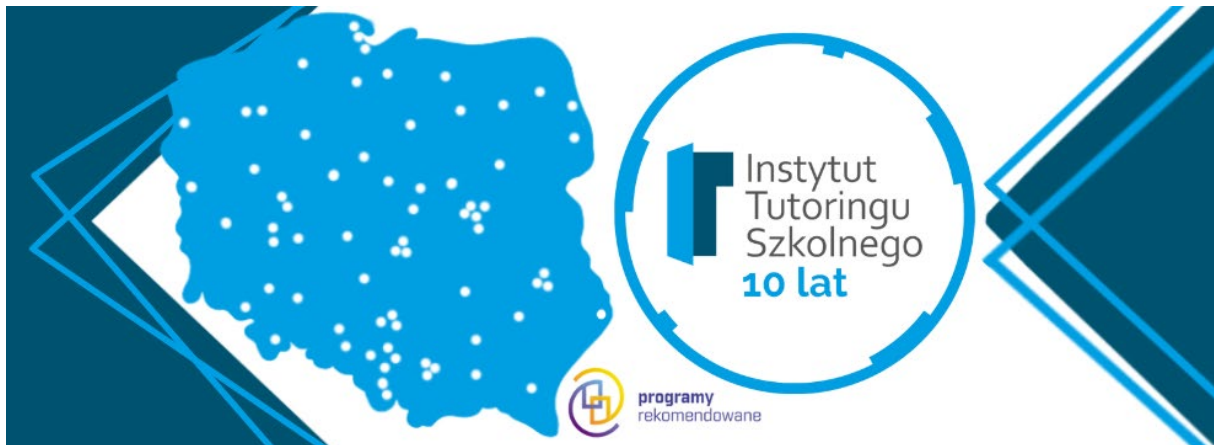 Instytut
Tutoringu
Szkolnego
10 lat
programy
rekomendowane